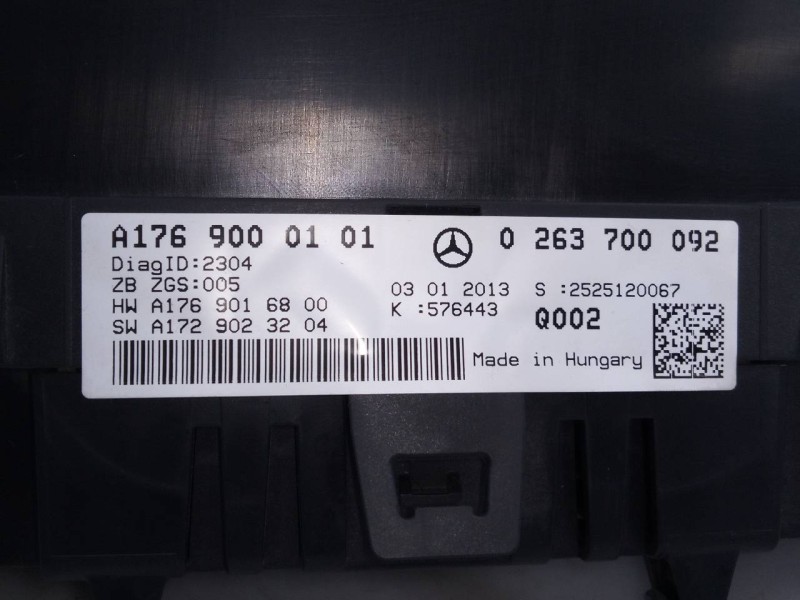 A176 900 01 01
0 263 700 092
DiagID:2304
ZB ZGS:005
03 01 2013 S :2525120067
HW A176 901 68 00
K :576443
Q002
SW A172 902 32 04
Made in Hungary